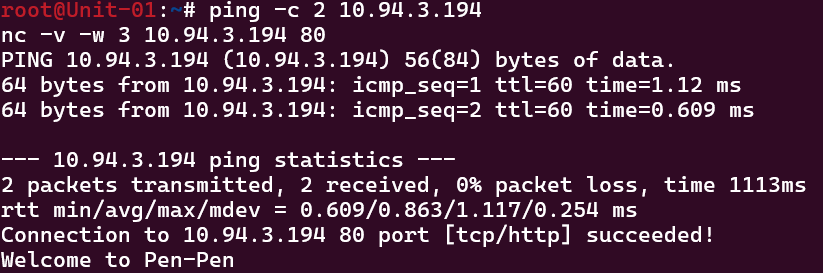 root@Unit-01:~# ping -c 2 10.94.3.194
nc -v -w 3 10.94.3.194 80
PING 10.94.3.194 (10.94.3.194) 56(84) bytes of data.
64 bytes from 10.94.3.194: icmp_seq=1 ttl=60 time=1.12 ms
64 bytes from 10.94.3.194: icmp_seq=2 ttl=60 time=0.609 ms
--- 10.94.3.194 ping statistics ---
2 packets transmitted, 2 received, 0% packet loss, time 1113ms
rtt min/avg/max/mdev = 0.609/0.863/1.117/0.254 ms
Connection to 10.94.3.194 80 port [tcp/http] succeeded!
Welcome to Pen-Pen